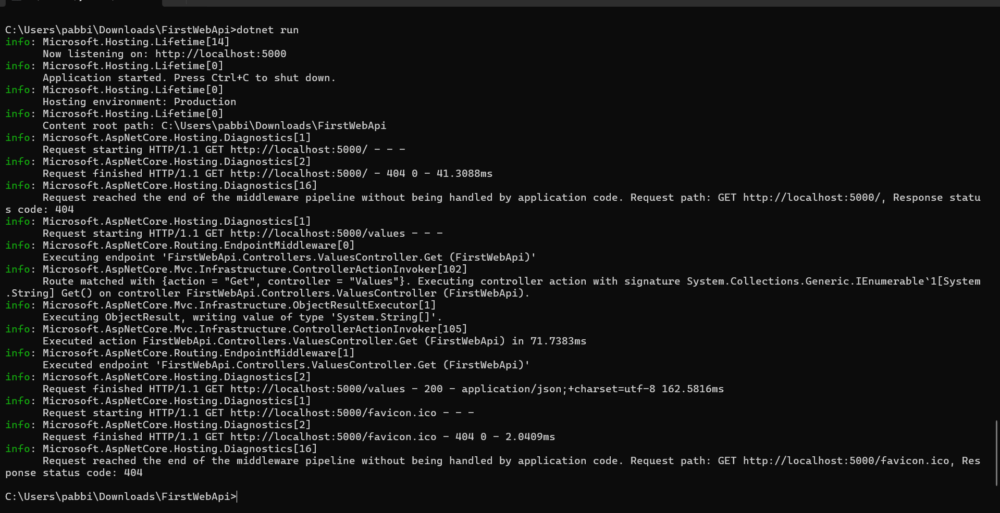 C:\Users\pabbi\Downloads\FirstWebApi>dotnet run
info: Microsoft.Hosting.Lifetime[14]
      Now listening on: http://localhost:5000
info: Microsoft.Hosting.Lifetime[0]
      Application started. Press Ctrl+C to shut down.
info: Microsoft.Hosting.Lifetime[0]
      Hosting environment: Production
info: Microsoft.Hosting.Lifetime[0]
      Content root path: C:\Users\pabbi\Downloads\FirstWebApi
info: Microsoft.AspNetCore.Hosting.Diagnostics[1]
      Request starting HTTP/1.1 GET http://localhost:5000/ - - -
info: Microsoft.AspNetCore.Hosting.Diagnostics[2]
      Request finished HTTP/1.1 GET http://localhost:5000/ - 404 0 - 41.3088ms
info: Microsoft.AspNetCore.Hosting.Diagnostics[16]
      Request reached the end of the middleware pipeline without being handled by application code. Request path: GET http://localhost:5000/, Response statu
s code: 404
info: Microsoft.AspNetCore.Hosting.Diagnostics[1]
      Request starting HTTP/1.1 GET http://localhost:5000/values - - -
info: Microsoft.AspNetCore.Routing.EndpointMiddleware[0]
      Executing endpoint 'FirstWebApi.Controllers.ValuesController.Get (FirstWebApi)'
info: Microsoft.AspNetCore.Mvc.Infrastructure.ControllerActionInvoker[102]
      Route matched with {action = "Get", controller = "Values"}. Executing controller action with signature System.Collections.Generic.IEnumerable`1[System
.String] Get() on controller FirstWebApi.Controllers.ValuesController (FirstWebApi).
info: Microsoft.AspNetCore.Mvc.Infrastructure.ObjectResultExecutor[1]
      Executing ObjectResult, writing value of type 'System.String[]'.
info: Microsoft.AspNetCore.Mvc.Infrastructure.ControllerActionInvoker[105]
      Executed action FirstWebApi.Controllers.ValuesController.Get (FirstWebApi) in 71.7383ms
info: Microsoft.AspNetCore.Routing.EndpointMiddleware[1]
      Executed endpoint 'FirstWebApi.Controllers.ValuesController.Get (FirstWebApi)'
info: Microsoft.AspNetCore.Hosting.Diagnostics[2]
      Request finished HTTP/1.1 GET http://localhost:5000/values - 200 - application/json;+charset=utf-8 162.5816ms
info: Microsoft.AspNetCore.Hosting.Diagnostics[1]
      Request starting HTTP/1.1 GET http://localhost:5000/favicon.ico - - -
info: Microsoft.AspNetCore.Hosting.Diagnostics[2]
      Request finished HTTP/1.1 GET http://localhost:5000/favicon.ico - 404 0 - 2.0409ms
info: Microsoft.AspNetCore.Hosting.Diagnostics[16]
      Request reached the end of the middleware pipeline without being handled by application code. Request path: GET http://localhost:5000/favicon.ico, Res
ponse status code: 404
C:\Users\pabbi\Downloads\FirstWebApi>